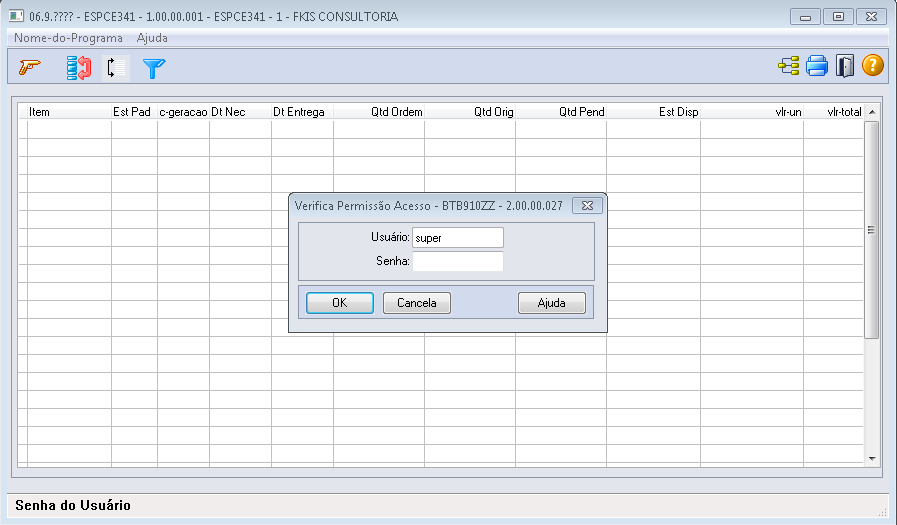 06.9.???? - ESPCE341 - 1.00.00.001 - ESPCE341 - 1 - FKIS CONSULTORIA
Nome-do-Programa Ajuda
Item Est Pad c-geracao Dt Nec Dt Entrega Qtd Ordem Qtd Orig Qtd Pend Est Disp vlr-un vlr-total
Verifica Permissão Acesso - BTB910ZZ - 2.00.00.027
Usuário: super
Senha:
OK Cancela Ajuda
Senha do Usuário